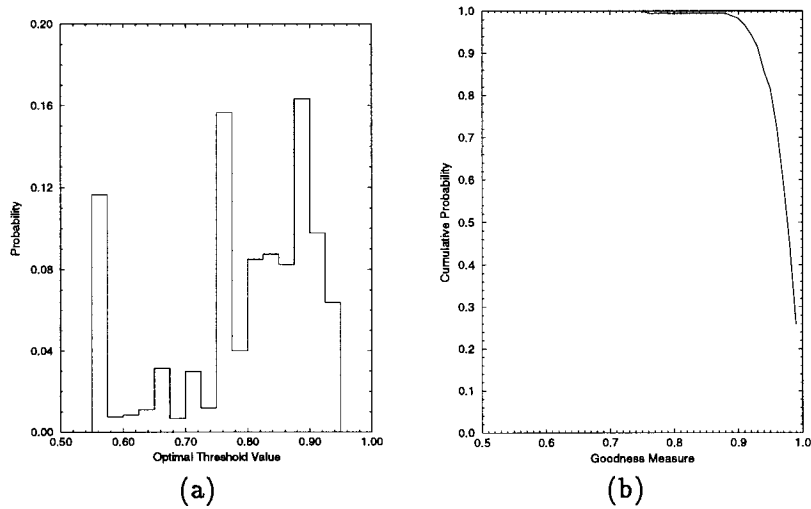 0.20
0.16
0.12
0.08
0.04
0.00
Probability
0.50 0.60 0.70 0.80 0.90 1.00
Optimal Threshold Value
(a)
1.0
0.9
0.8
0.7
0.6
0.5
0.4
0.3
0.2
0.1
0.0
Cumulative Probability
0.5 0.6 0.7 0.8 0.9 1.0
Goodness Measure
(b)